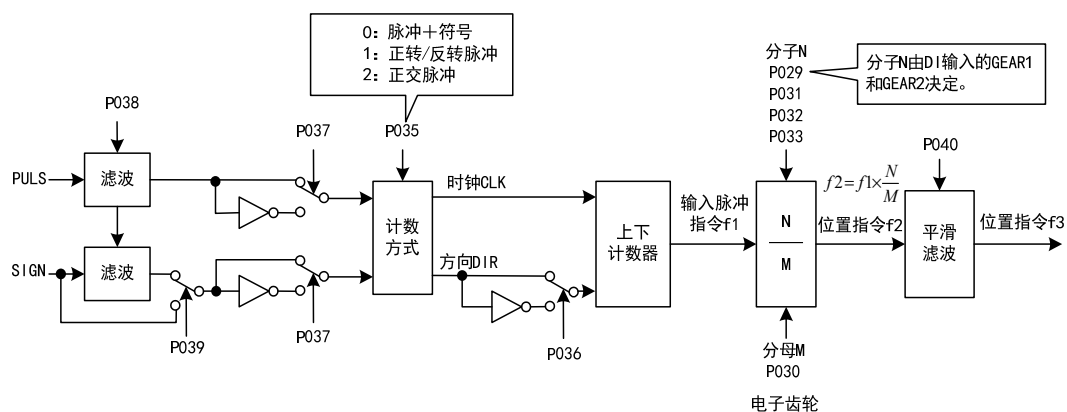 0: 脉冲＋符号
1: 正转/反转脉冲
2: 正交脉冲
P038
P037
P035
分子N
P029
P031
P032
P033
分子N由DI输入的GEAR1
和GEAR2决定。
P040
PULS
滤波
时钟CLK
计数
方式
上下
计数器
输入脉冲
指令f1
N
M
f2=f1×N/M
位置指令f2
平滑
滤波
位置指令f3
SIGN
滤波
方向DIR
P039
P037
P036
分母M
P030
电子齿轮